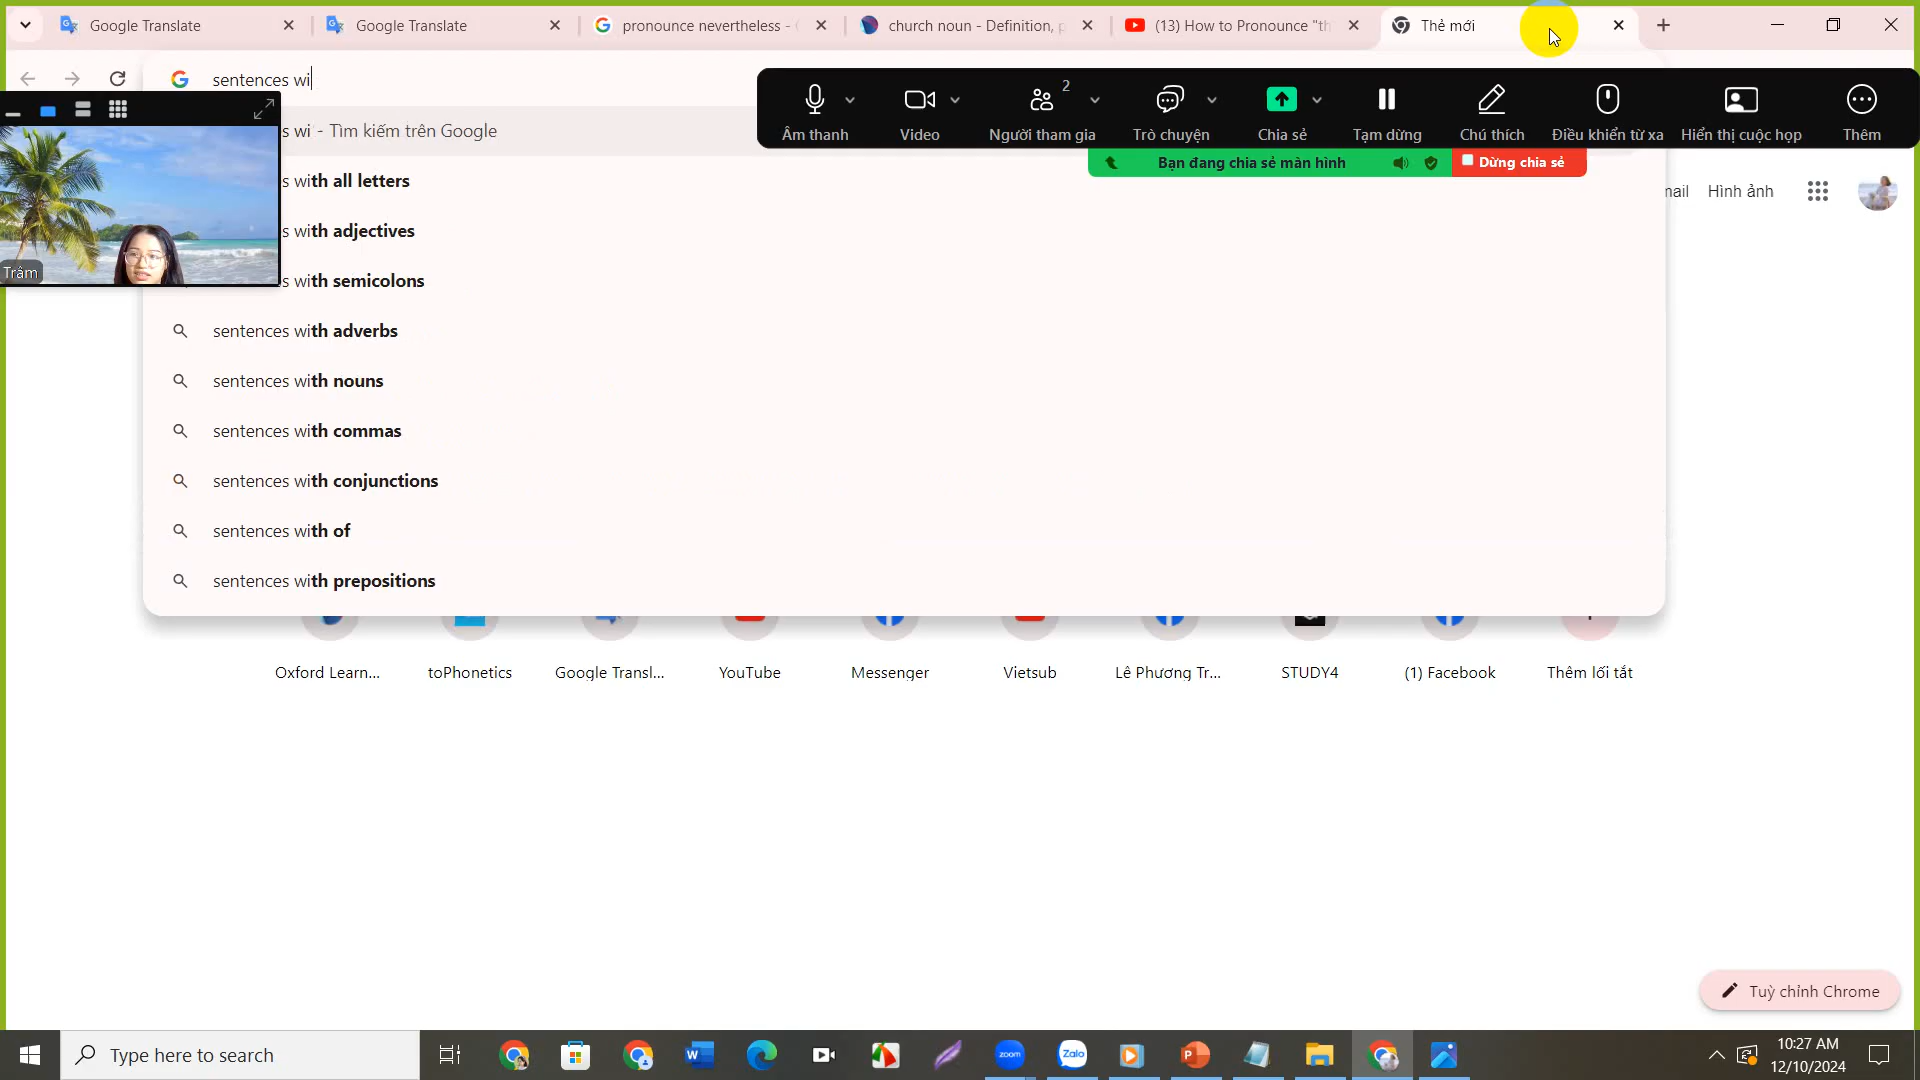 Google Translate
Google Translate
pronounce nevertheless -
church noun - Definition, p
(13) How to Pronounce "th
Thẻ mới
sentences wi
s wi - Tìm kiếm trên Google
s with all letters
s with adjectives
s with semicolons
sentences with adverbs
sentences with nouns
sentences with commas
sentences with conjunctions
sentences with of
sentences with prepositions
Trâm
2
Âm thanh
Video
Người tham gia
Trò chuyện
Chia sẻ
Tạm dừng
Chú thích
Điều khiển từ xa
Hiển thị cuộc họp
Thêm
Bạn đang chia sẻ màn hình
Dừng chia sẻ
mail
Hình ảnh
Oxford Learn...
toPhonetics
Google Transl...
YouTube
Messenger
Vietsub
Lê Phương Tr...
STUDY4
(1) Facebook
Thêm lối tắt
Tuỳ chỉnh Chrome
Type here to search
zoom
Zalo
10:27 AM
12/10/2024